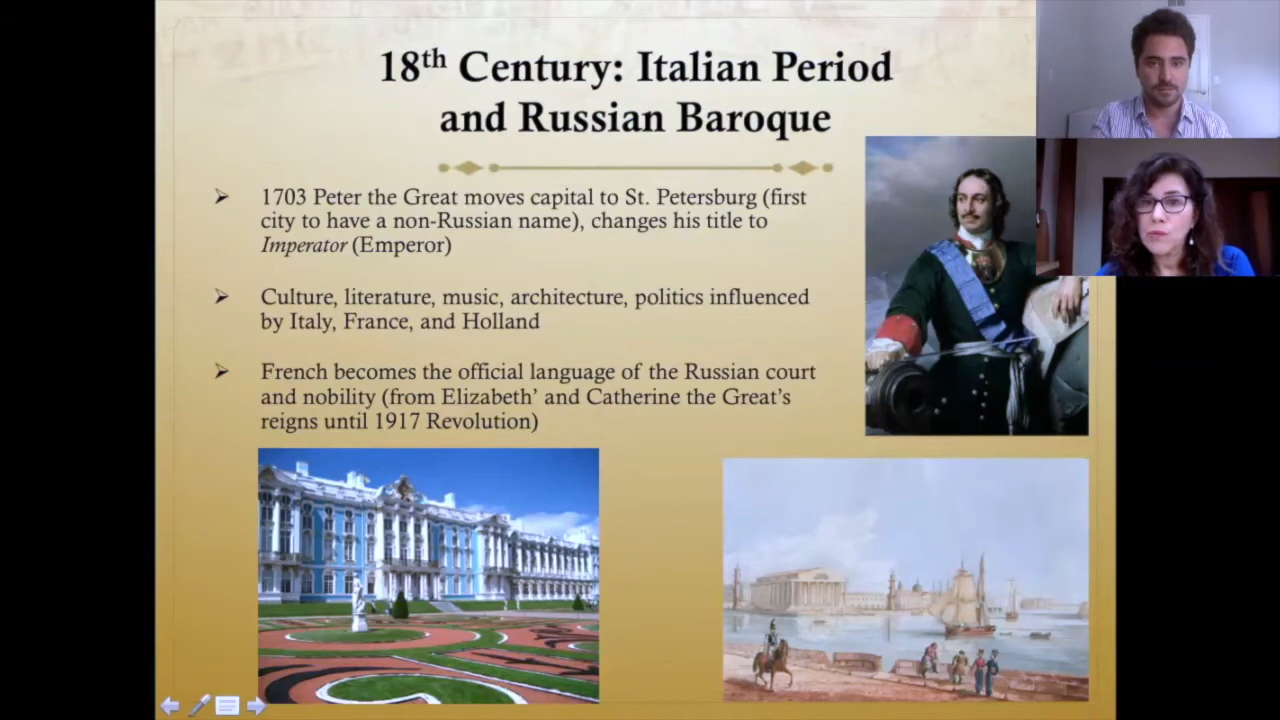 18th Century: Italian Period
and Russian Baroque
1703 Peter the Great moves capital to St. Petersburg (first
city to have a non-Russian name), changes his title to
Imperator (Emperor)
Culture, literature, music, architecture, politics influenced
by Italy, France, and Holland
French becomes the official language of the Russian court
and nobility (from Elizabeth’ and Catherine the Great’s
reigns until 1917 Revolution)